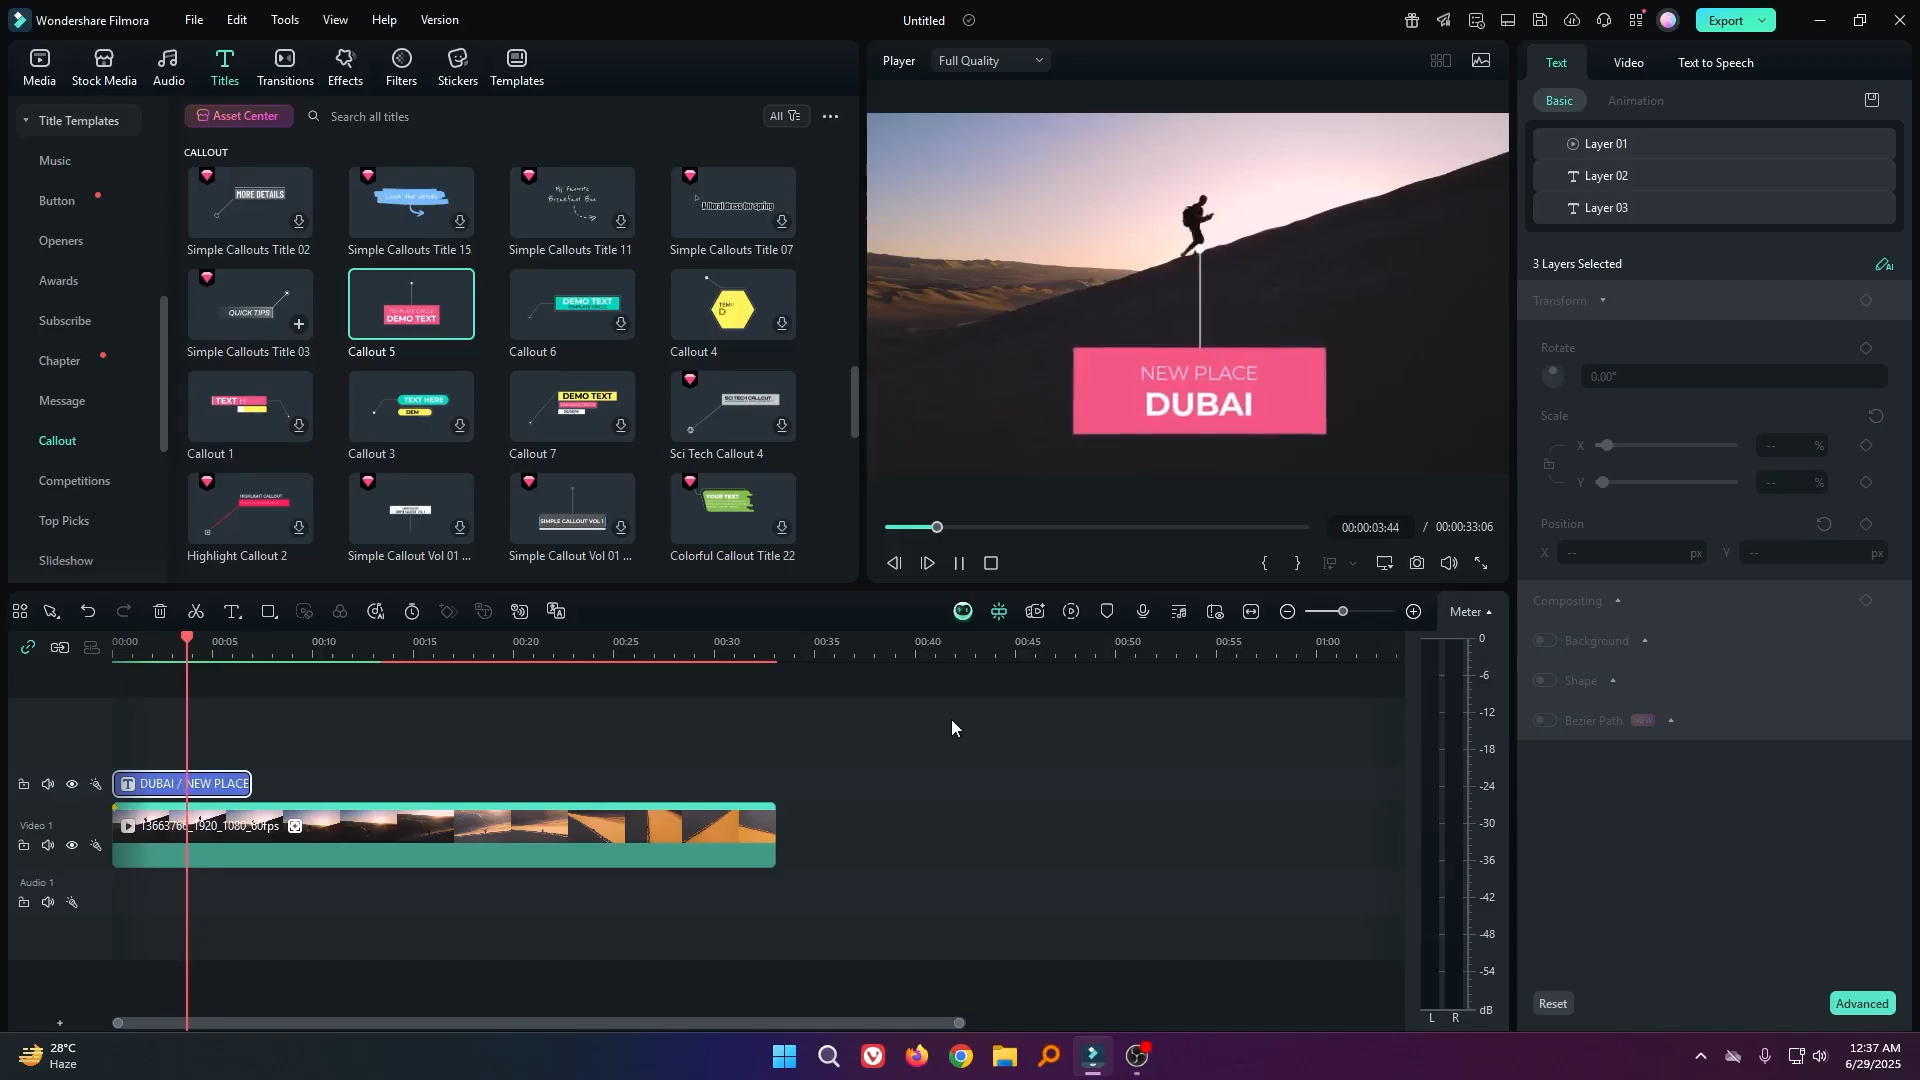 Wondershare Filmora
File
Edit
Tools
View
Help
Version
Untitled
Export
Media
Stock Media
Audio
Titles
Transitions
Effects
Filters
Stickers
Templates
Player
Full Quality
Text
Video
Text to Speech
Title Templates
Asset Center
Search all titles
All
Basic
Animation
CALLOUT
Music
Button
Openers
Awards
Subscribe
Chapter
Message
Callout
Competitions
Top Picks
Slideshow
MORE DETAILS
My favorite
Breakfast Bar
A floral dress for spring
Simple Callouts Title 02
Simple Callouts Title 15
Simple Callouts Title 11
Simple Callouts Title 07
QUICK TIPS
DEMO TEXT
DEMO TEXT
Simple Callouts Title 03
Callout 5
Callout 6
Callout 4
TEXT H
TEXT HERE
DEM
DEMO TEXT
SCI TECH CALLOUT
Callout 1
Callout 3
Callout 7
Sci Tech Callout 4
HIGHLIGHT CALLOUT
SIMPLE CALLOUT VOL 1
YOUR TEXT
Highlight Callout 2
Simple Callout Vol 01 ...
Simple Callout Vol 01 ...
Colorful Callout Title 22
NEW PLACE
DUBAI
00:00:03:44 / 00:00:33:06
Layer 01
Layer 02
Layer 03
3 Layers Selected
Transform
Rotate
0.00°
Scale
X
-- %
Y
-- %
Position
X -- px
Y -- px
Compositing
Background
Shape
Bezier Path NEW
Reset
Advanced
Meter
00:00
00:05
00:10
00:15
00:20
00:25
00:30
00:35
00:40
00:45
00:50
00:55
01:00
0
-6
-12
-18
-24
-30
-36
-42
-48
-54
dB
L R
DUBAI / NEW PLACE
Video 1
13663766_1920_1080_60fps
Audio 1
28°C
Haze
12:37 AM
6/29/2025